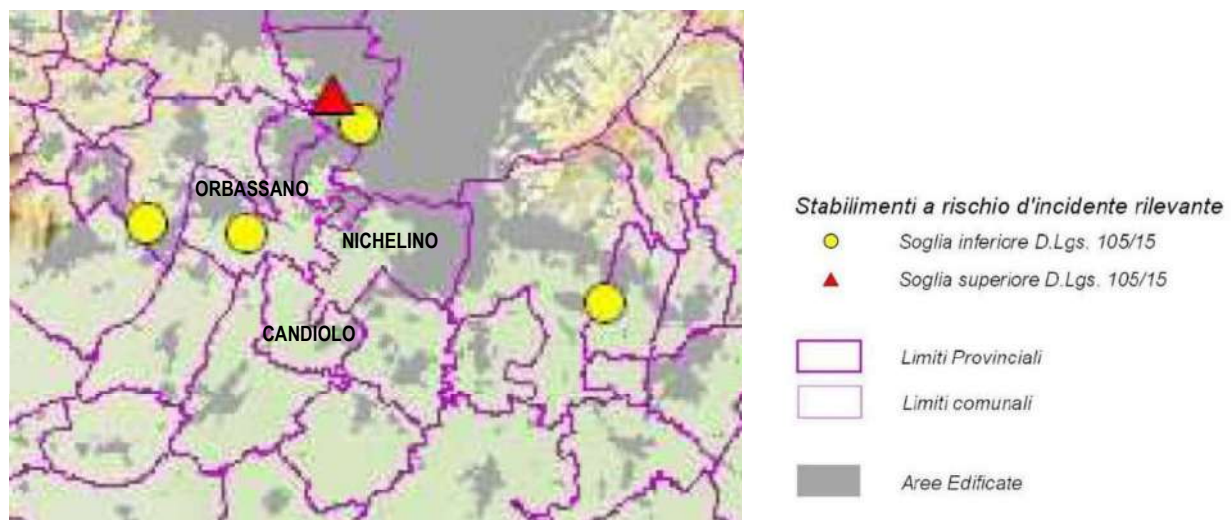 ORBASSANO
NICHELINO
CANDIOLO
Stabilimenti a rischio d'incidente rilevante
Soglia inferiore D.Lgs. 105/15
Soglia superiore D.Lgs. 105/15
Limiti Provinciali
Limiti comunali
Aree Edificate